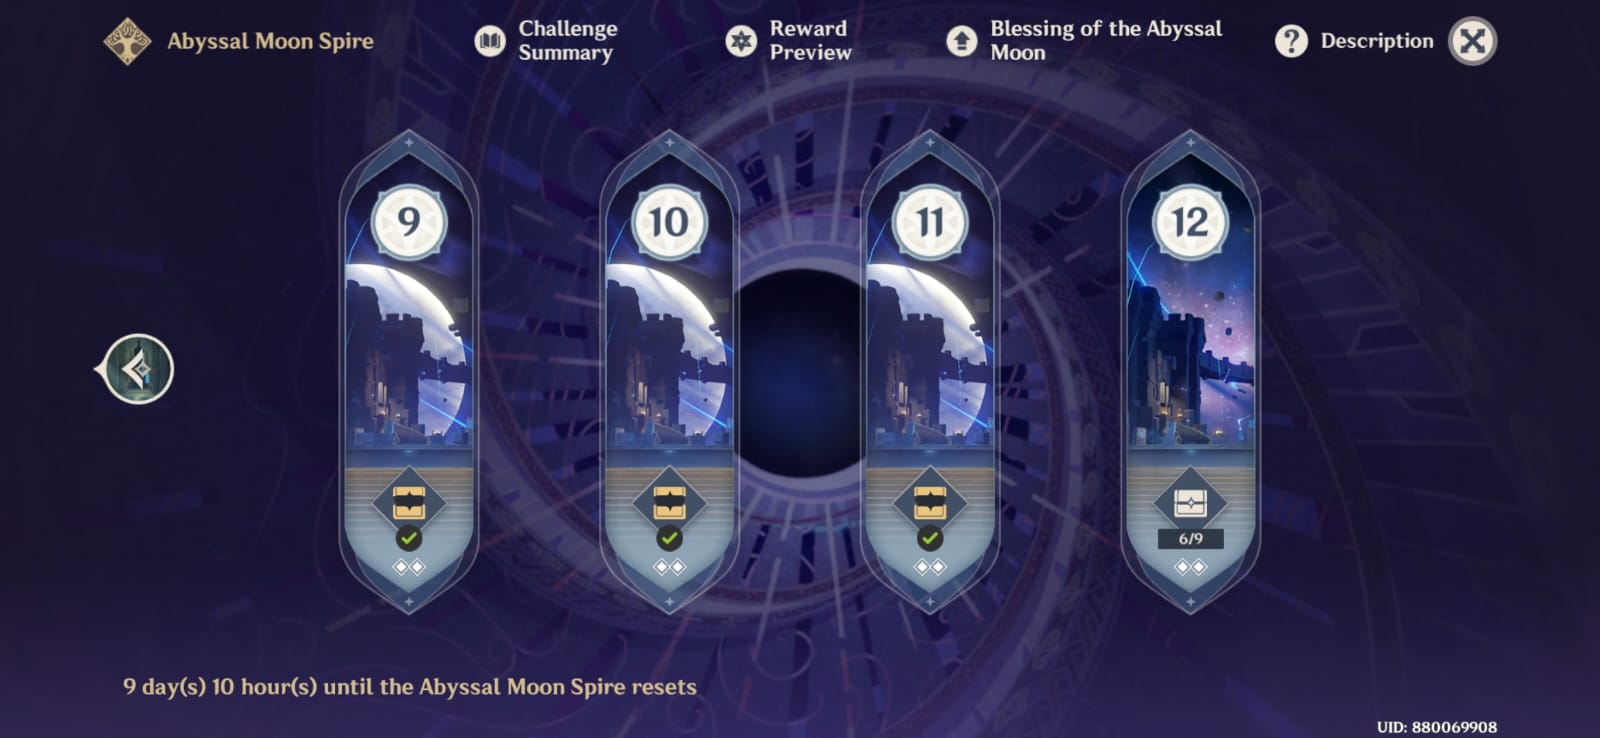 Abyssal Moon Spire
Challenge
Summary
Reward
Preview
Blessing of the Abyssal
Moon
?
Description
9
10
11
12
6/9
9 day(s) 10 hour(s) until the Abyssal Moon Spire resets
UID: 880069908